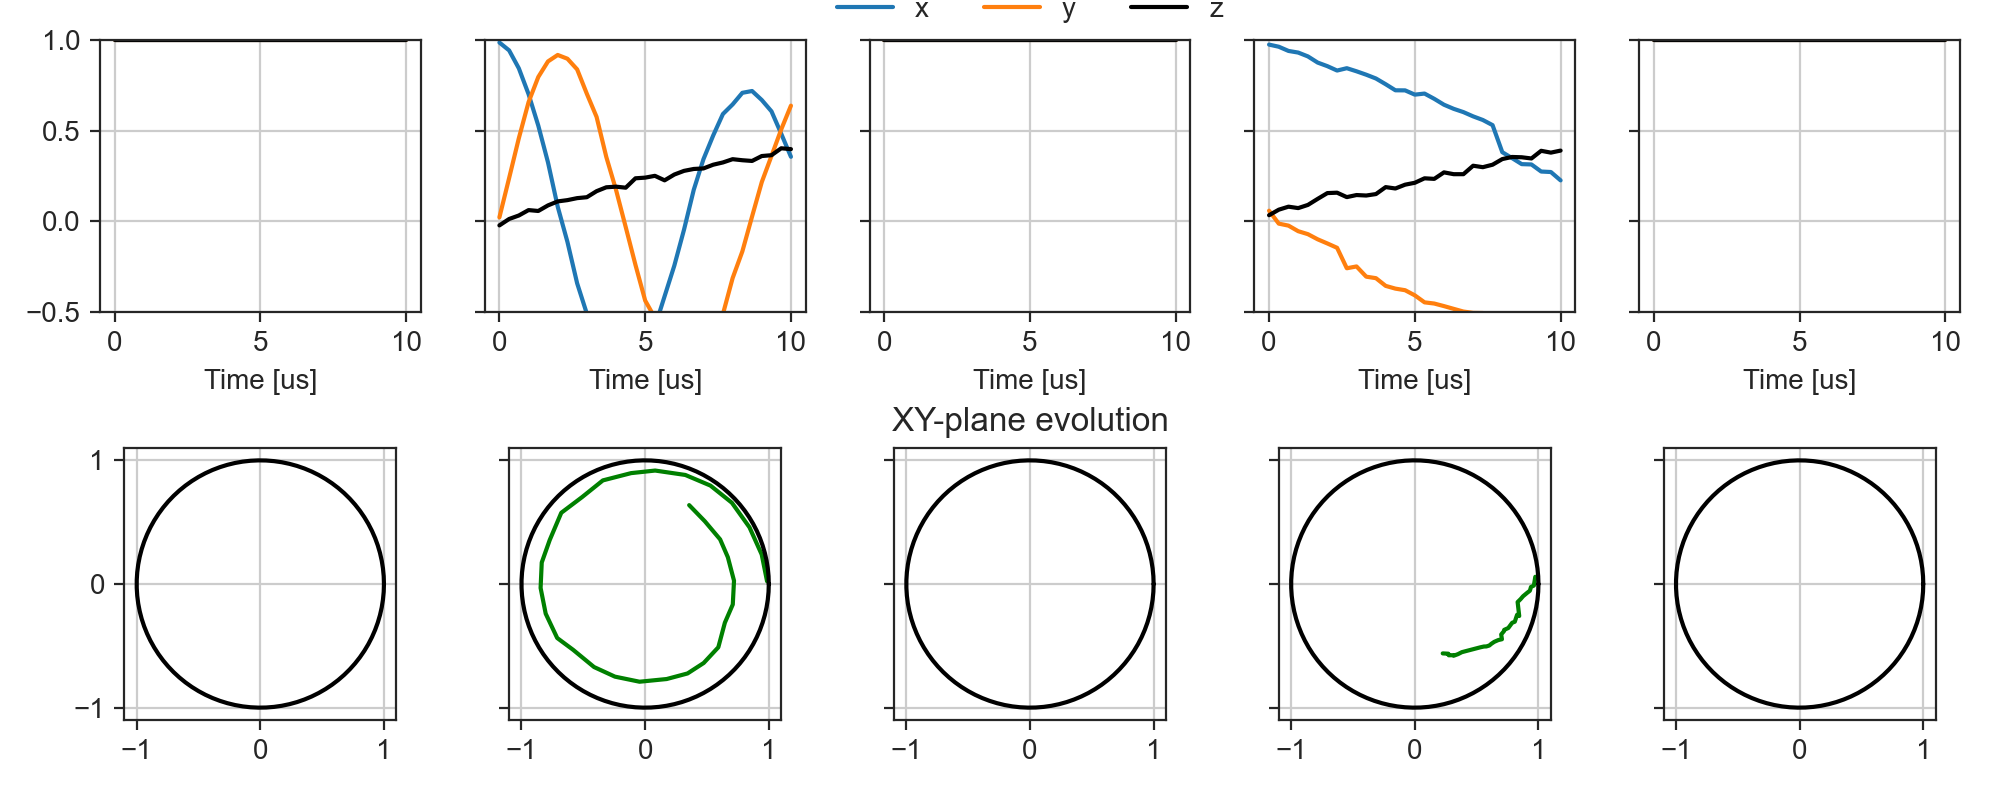 x y z
1.0
0.5
0.0
−0.5
0 5 10 0 5 10 0 5 10 0 5 10 0 5 10
Time [us] Time [us] Time [us] Time [us] Time [us]
XY-plane evolution
1
0
−1
−1 0 1 −1 0 1 −1 0 1 −1 0 1 −1 0 1